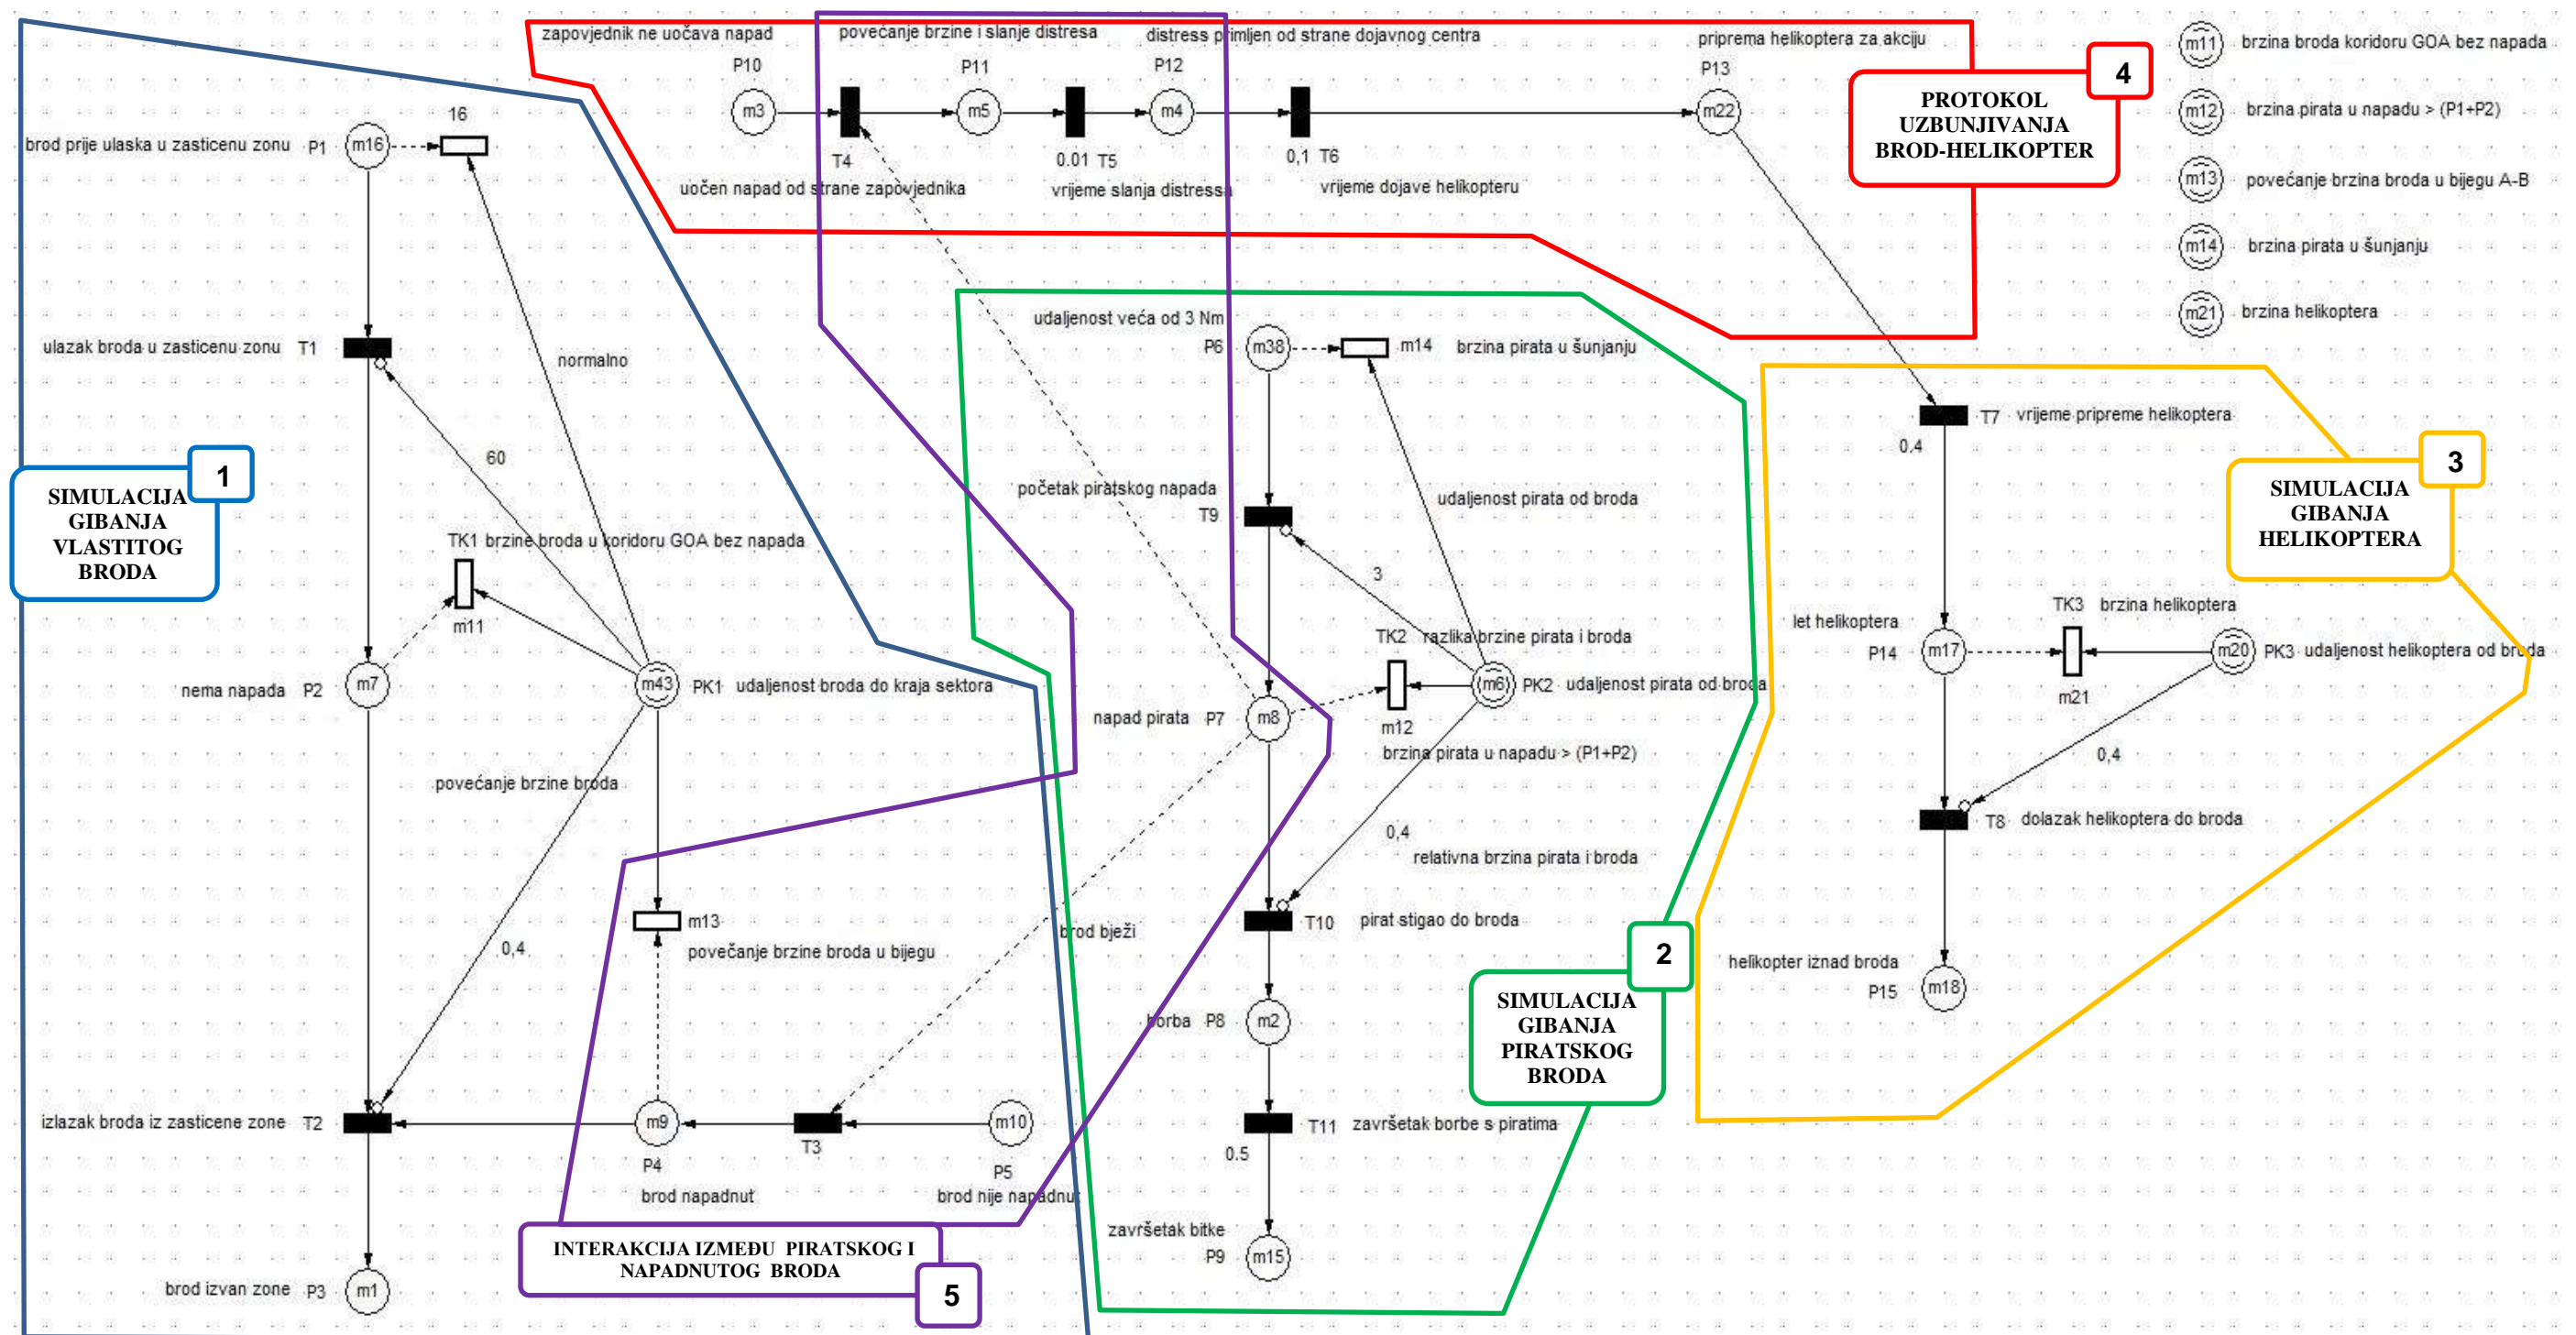 zapovjednik ne uočava napad
povećanje brzine i slanje distresa
distress primljen od strane dojavnog centra
priprema helikoptera za akciju
P10
P11
P12
P13
m3
m5
m4
m22
T4
0.01 T5
0,1 T6
uočen napad od strane zapovjednika
vrijeme slanja distressa
vrijeme dojave helikopteru
4
PROTOKOL
UZBUNJIVANJA
BROD-HELIKOPTER
m11 brzina broda koridoru GOA bez napada
m12 brzina pirata u napadu > (P1+P2)
m13 povećanje brzina broda u bijegu A-B
m14 brzina pirata u šunjanju
m21 brzina helikoptera
16
brod prije ulaska u zasticenu zonu P1 m16
ulazak broda u zasticenu zonu T1
normalno
60
1
SIMULACIJA
GIBANJA
VLASTITOG
BRODA
TK1 brzine broda u koridoru GOA bez napada
m11
nema napada P2 m7
m43 PK1 udaljenost broda do kraja sektora
povećanje brzine broda
m13
povečanje brzine broda u bijegu
0,4
izlazak broda iz zasticene zone T2
m9
P4
brod napadnut
T3
m10
P5
brod nije napadnut
brod izvan zone P3 m1
INTERAKCIJA IZMEĐU PIRATSKOG I
NAPADNUTOG BRODA
5
udaljenost veća od 3 Nm
P6 m38
m14 brzina pirata u šunjanju
početak piratskog napada
T9
udaljenost pirata od broda
3
TK2 razlika brzine pirata i broda
m6 PK2 udaljenost pirata od broda
napad pirata P7 m8
m12
brzina pirata u napadu > (P1+P2)
0,4
relativna brzina pirata i broda
brod bježi
T10 pirat stigao do broda
borba P8 m2
T11 završetak borbe s piratima
0.5
završetak bitke
P9 m15
2
SIMULACIJA
GIBANJA
PIRATSKOG
BRODA
T7 vrijeme pripreme helikoptera
0.4
3
SIMULACIJA
GIBANJA
HELIKOPTERA
let helikoptera
P14 m17
TK3 brzina helikoptera
m21
m20 PK3 udaljenost helikoptera od broda
0,4
T8 dolazak helikoptera do broda
helikopter iznad broda
P15 m18